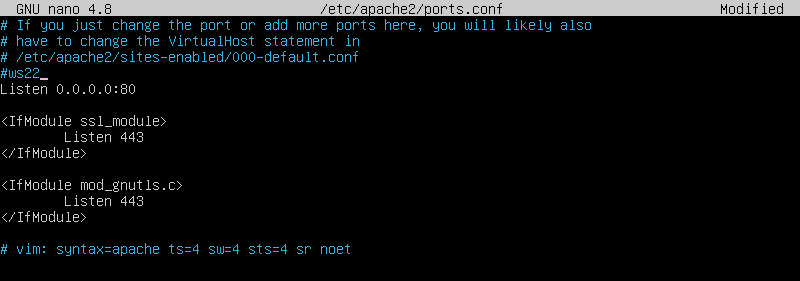 GNU nano 4.8 /etc/apache2/ports.conf Modified
# If you just change the port or add more ports here, you will likely also
# have to change the VirtualHost statement in
# /etc/apache2/sites-enabled/000-default.conf
#ws22_
Listen 0.0.0.0:80
<IfModule ssl_module>
Listen 443
</IfModule>
<IfModule mod_gnutls.c>
Listen 443
</IfModule>
# vim: syntax=apache ts=4 sw=4 sts=4 sr noet